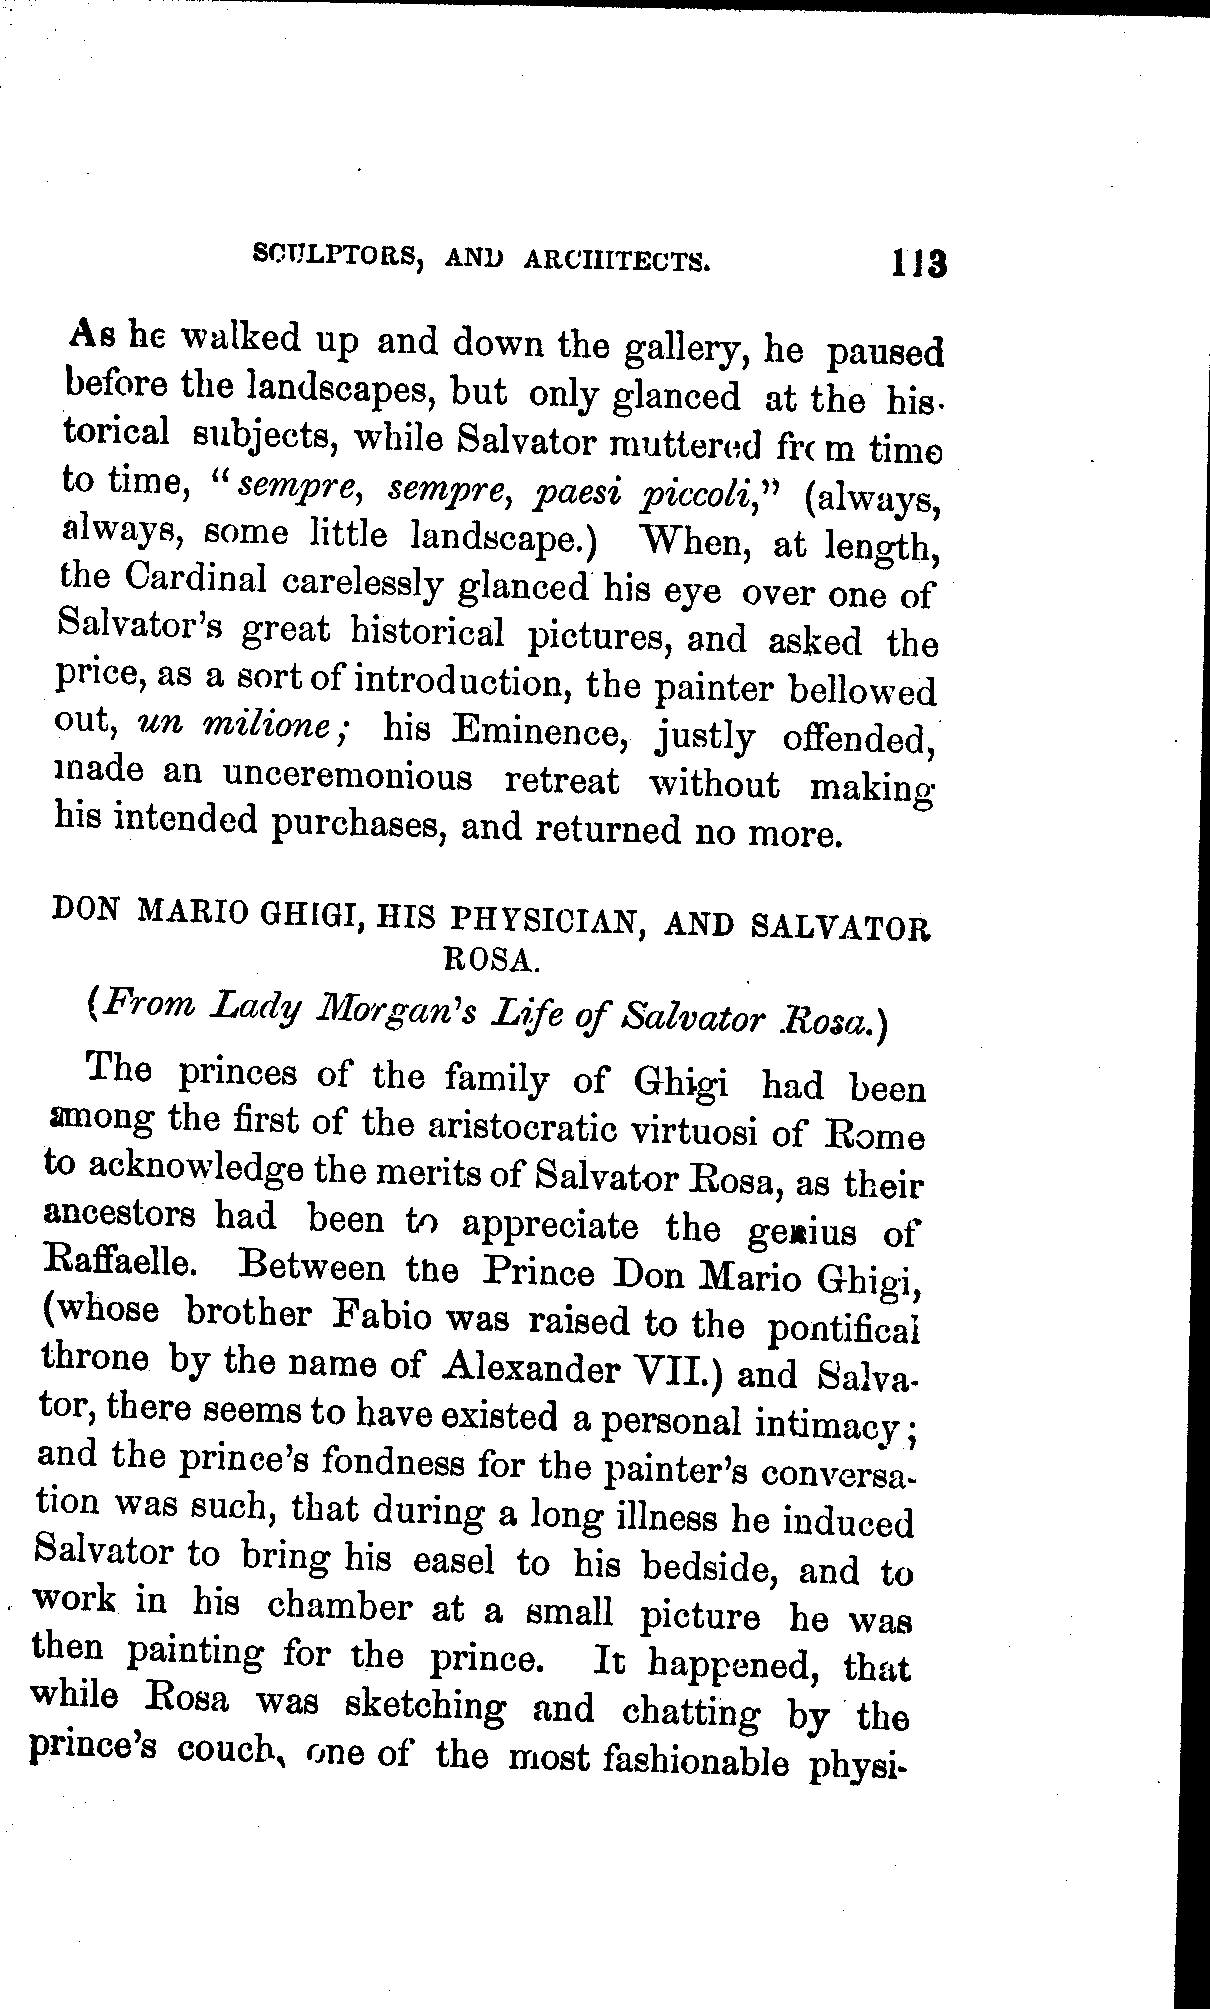 SCULPTORS, AND ARCHITECTS. 113
As he walked up and down the gallery, he paused
before the landscapes, but only glanced at the his-
torical subjects, while Salvator muttered from time
to time, "sempre, sempre, paesi piccoli," (always,
always, some little landscape.) When, at length,
the Cardinal carelessly glanced his eye over one of
Salvator's great historical pictures, and asked the
price, as a sort of introduction, the painter bellowed
out, un milione; his Eminence, justly offended,
made an unceremonious retreat without making
his intended purchases, and returned no more.
DON MARIO GHIGI, HIS PHYSICIAN, AND SALVATOR
ROSA.
(From Lady Morgan's Life of Salvator Rosa.)
The princes of the family of Ghigi had been
among the first of the aristocratic virtuosi of Rome
to acknowledge the merits of Salvator Rosa, as their
ancestors had been to appreciate the genius of
Raffaelle. Between the Prince Don Mario Ghigi,
(whose brother Fabio was raised to the pontifical
throne by the name of Alexander VII.) and Salva-
tor, there seems to have existed a personal intimacy;
and the prince's fondness for the painter's conversa-
tion was such, that during a long illness he induced
Salvator to bring his easel to his bedside, and to
work in his chamber at a small picture he was
then painting for the prince. It happened, that
while Rosa was sketching and chatting by the
prince's couch, one of the most fashionable physi-